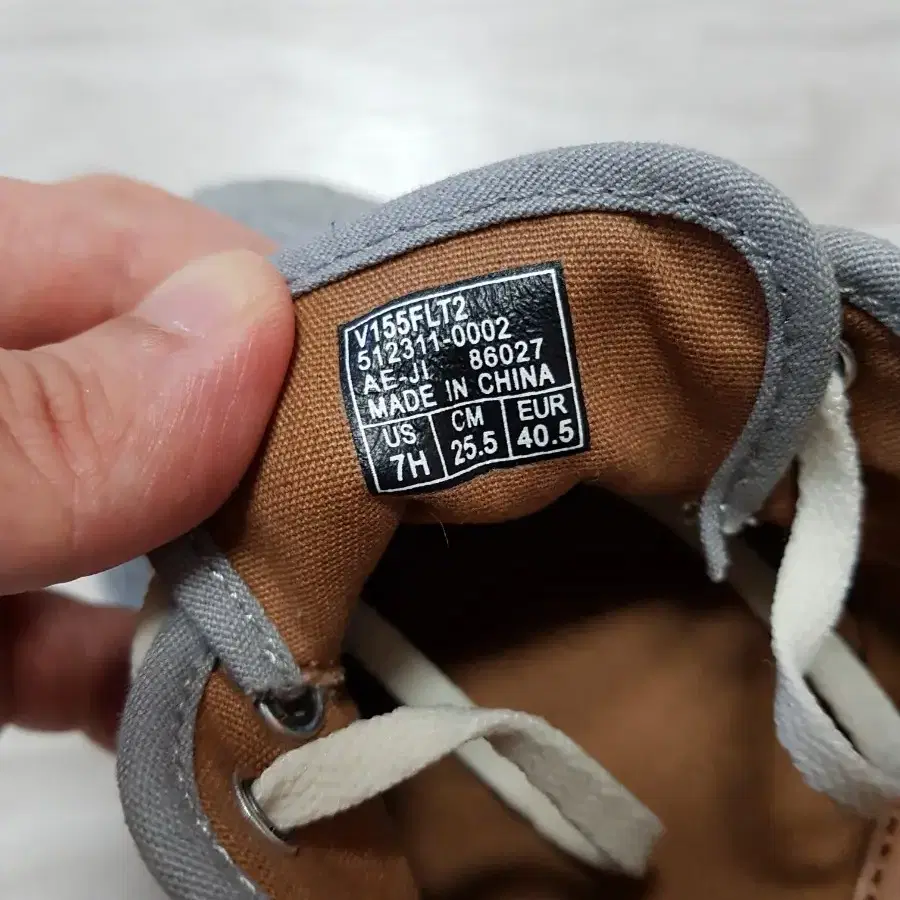 V155FLT2
512311-0002
AE-JI 86027
MADE IN CHINA
US CM EUR
7H 25.5 40.5